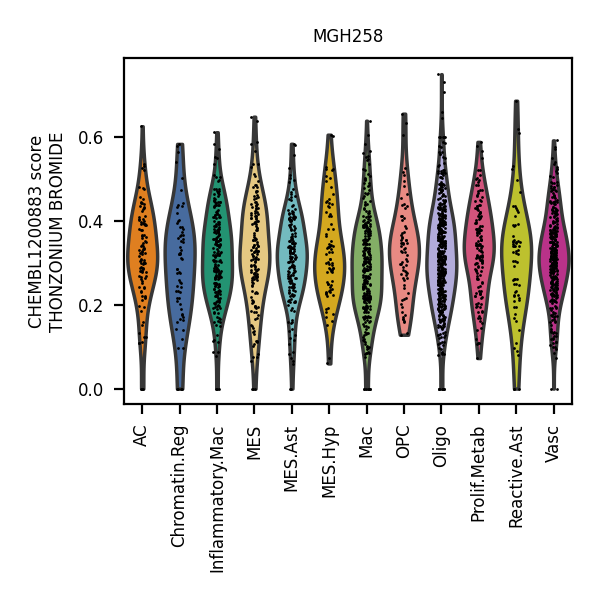 MGH258
CHEMBL1200883 score
THONZONIUM BROMIDE
0.6
0.4
0.2
0.0
AC
Chromatin.Reg
Inflammatory.Mac
MES
MES.Ast
MES.Hyp
Mac
OPC
Oligo
Prolif.Metab
Reactive.Ast
Vasc